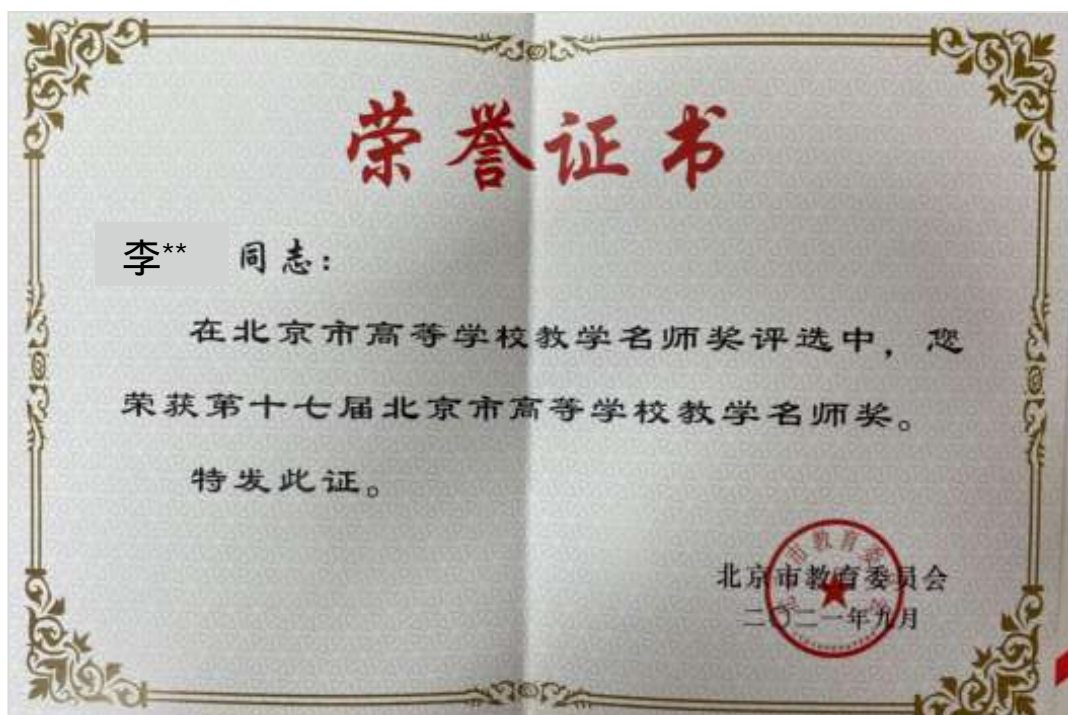 荣誉证书
李** 同志:
在北京市高等学校教学名师奖评选中，您
荣获第十七届北京市高等学校教学名师奖。
特发此证。
北京市教育委员会
二〇二一年九月